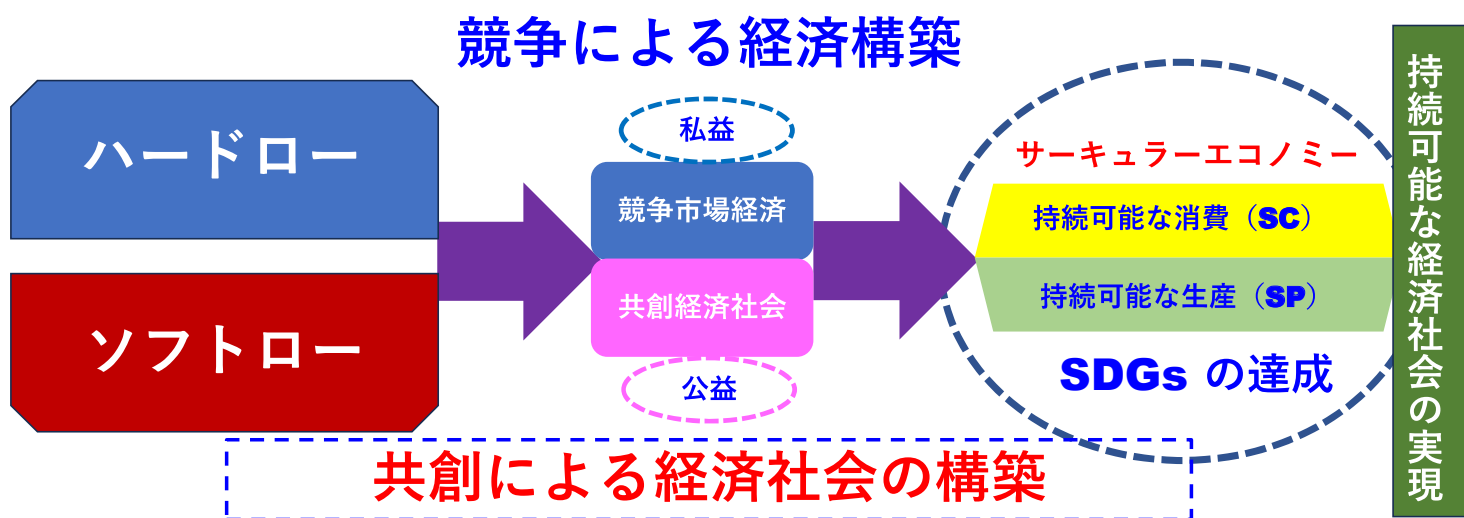 競争による経済構築
ハードロー
ソフトロー
私益
競争市場経済
共創経済社会
公益
サーキュラーエコノミー
持続可能な消費（SC）
持続可能な生産（SP）
SDGs の達成
持続可能な経済社会の実現
共創による経済社会の構築